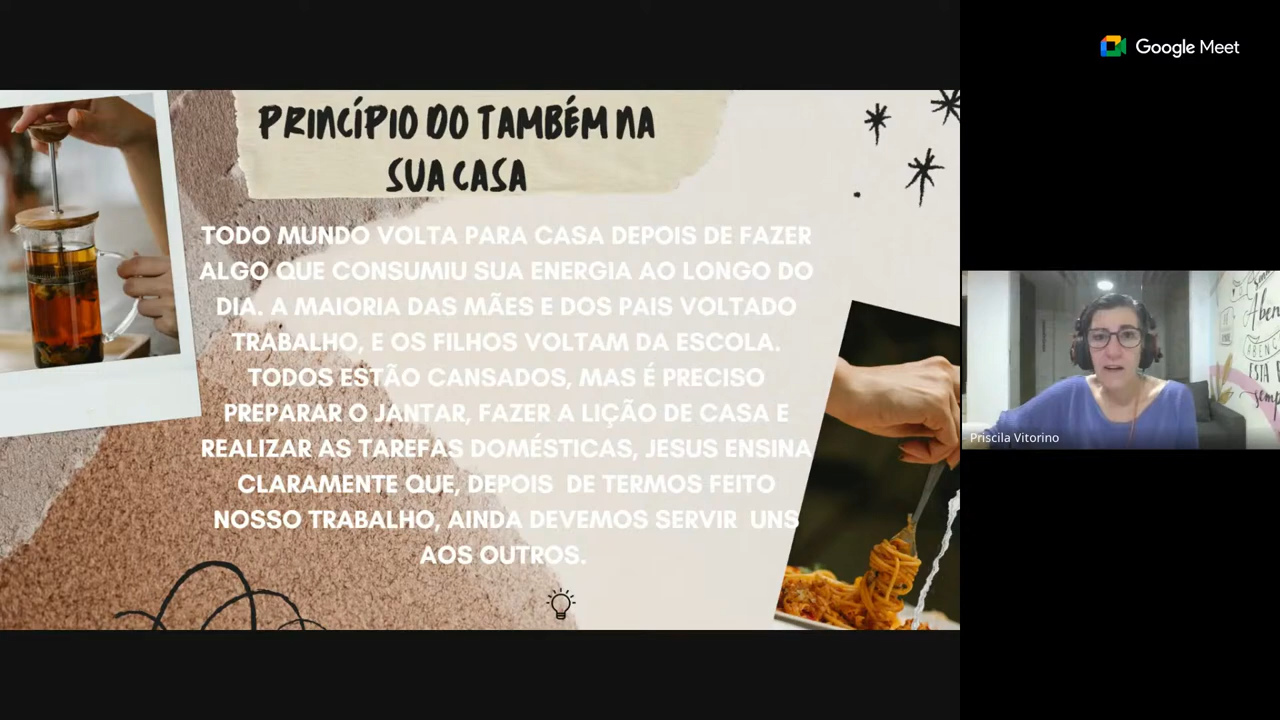 PRINCÍPIO DO TAMBÉM NA
SUA CASA
TODO MUNDO VOLTA PARA CASA DEPOIS DE FAZER
ALGO QUE CONSUMIU SUA ENERGIA AO LONGO DO
DIA. A MAIORIA DAS MÃES E DOS PAIS VOLTADO
TRABALHO, E OS FILHOS VOLTAM DA ESCOLA.
TODOS ESTÃO CANSADOS, MAS É PRECISO
PREPARAR O JANTAR, FAZER A LIÇÃO DE CASA E
REALIZAR AS TAREFAS DOMÉSTICAS, JESUS ENSINA
CLARAMENTE QUE, DEPOIS DE TERMOS FEITO
NOSSO TRABALHO, AINDA DEVEMOS SERVIR UNS
AOS OUTROS.
Google Meet
Priscila Vitorino